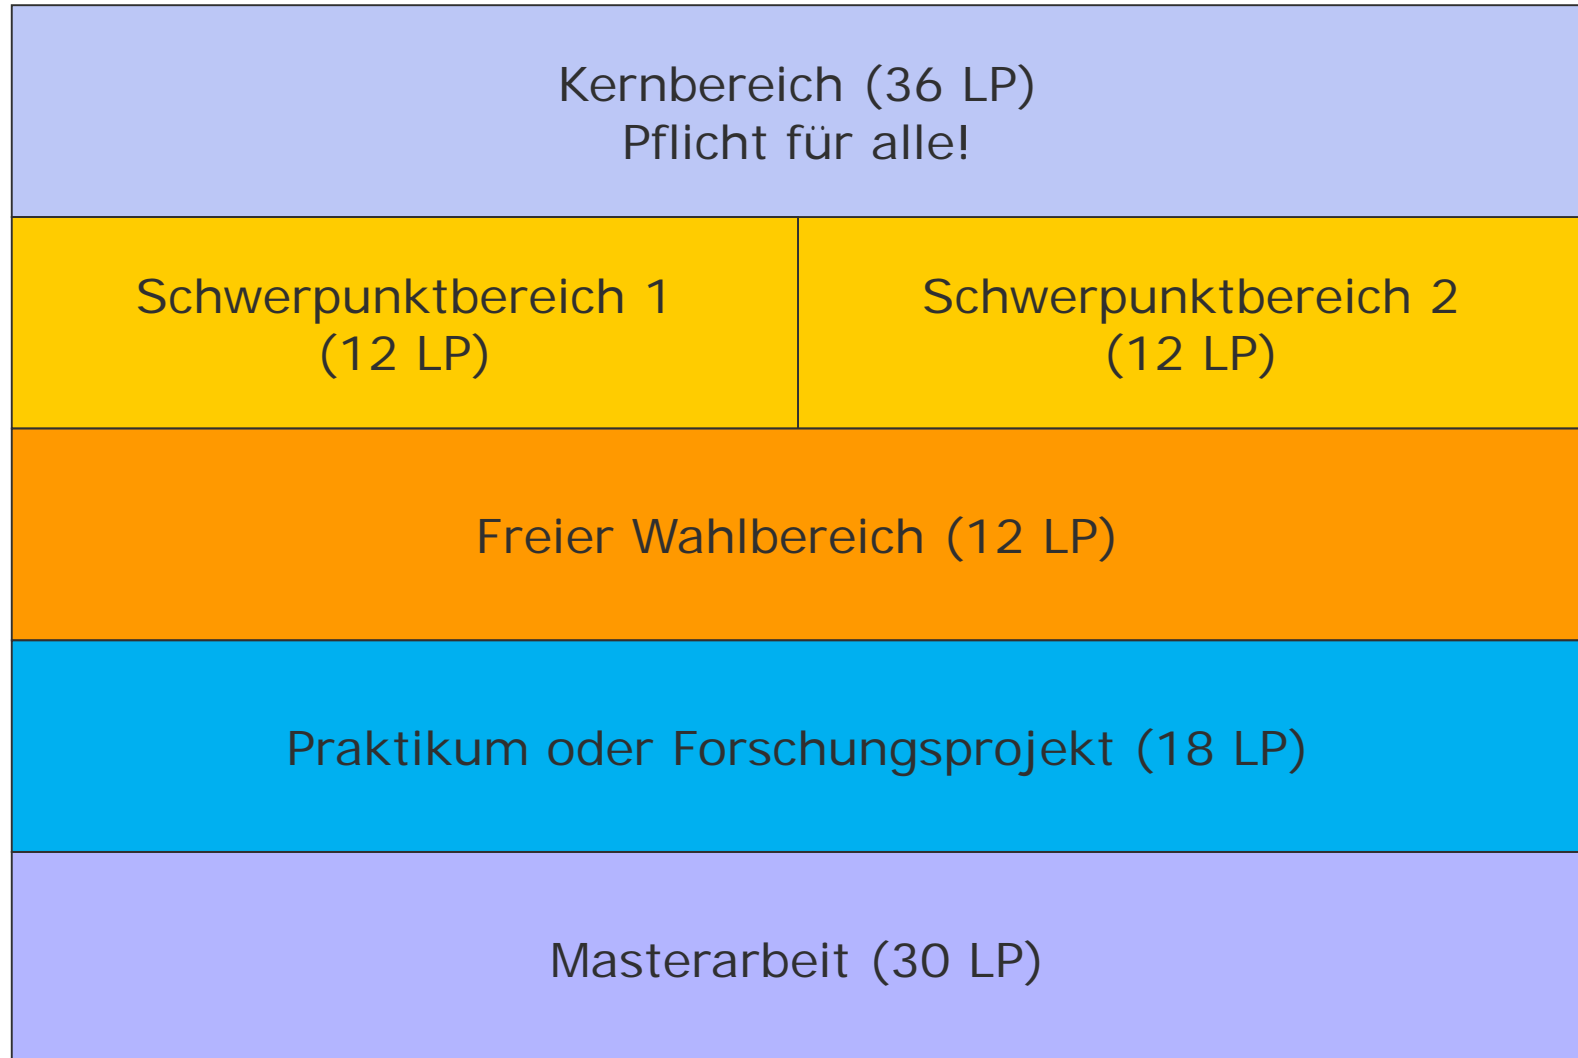 Kernbereich (36 LP)
Pflicht für alle!
Schwerpunktbereich 1
(12 LP)
Schwerpunktbereich 2
(12 LP)
Freier Wahlbereich (12 LP)
Praktikum oder Forschungsprojekt (18 LP)
Masterarbeit (30 LP)